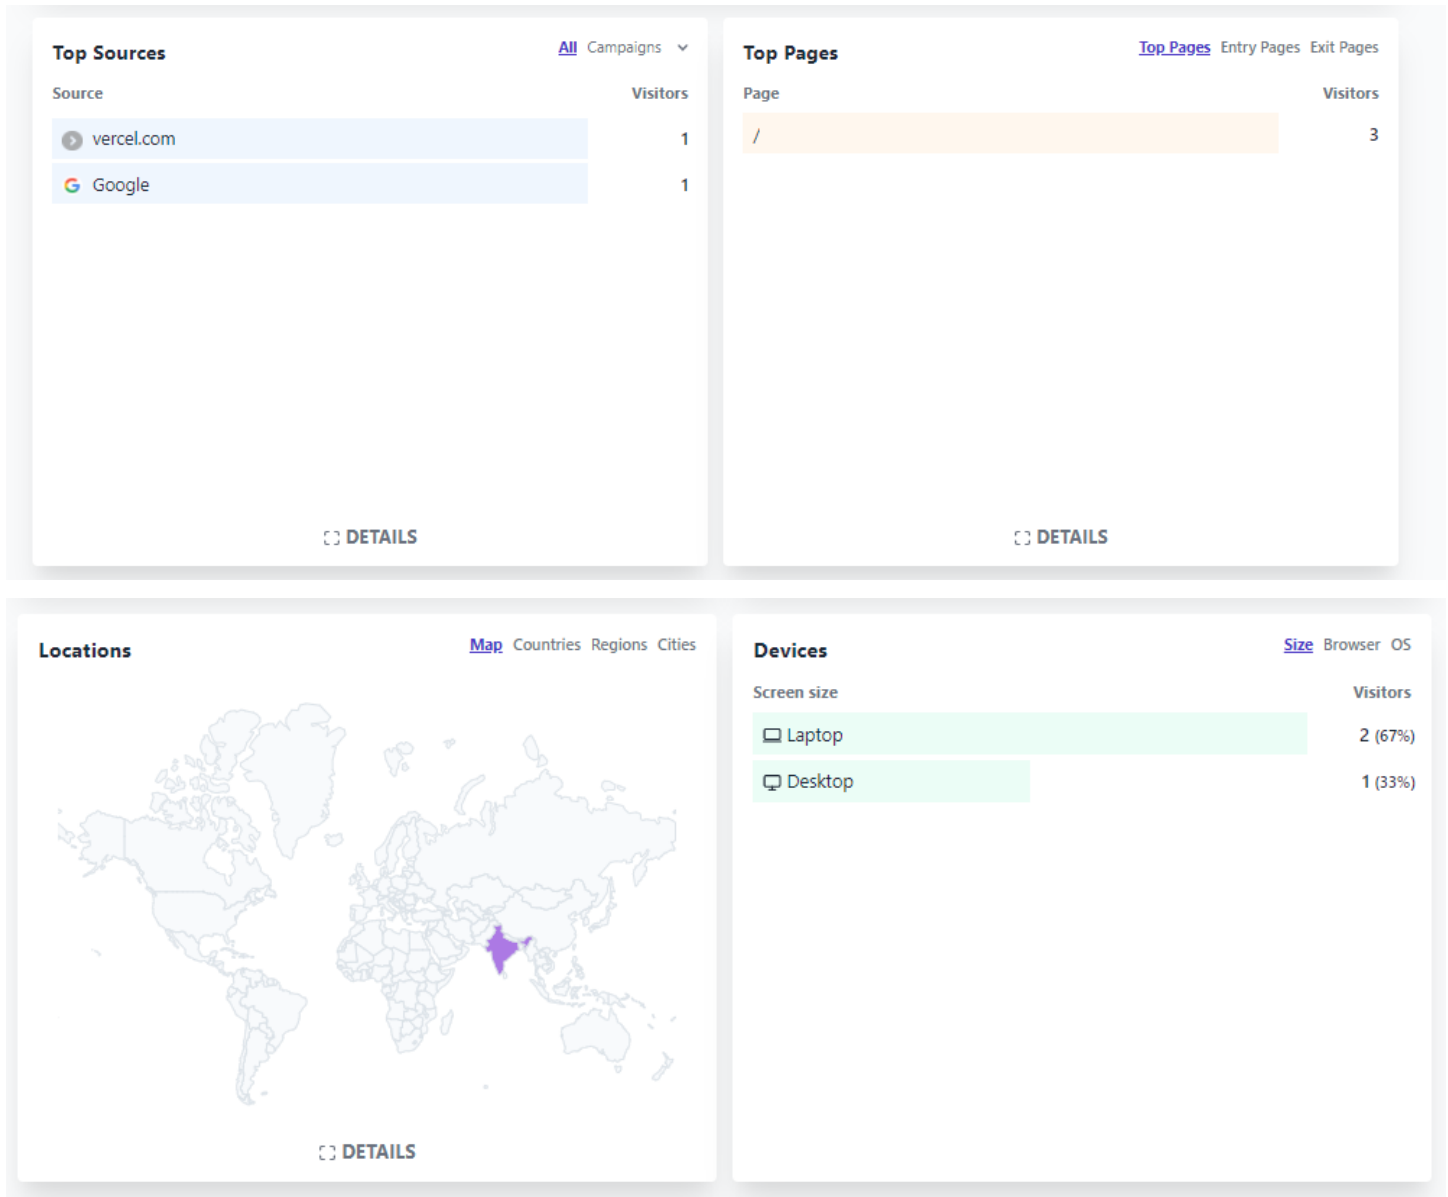 Top Sources
All Campaigns
Source Visitors
vercel.com 1
Google 1
DETAILS
Top Pages
Top Pages Entry Pages Exit Pages
Page Visitors
/ 3
DETAILS
Locations
Map Countries Regions Cities
DETAILS
Devices
Size Browser OS
Screen size Visitors
Laptop 2 (67%)
Desktop 1 (33%)